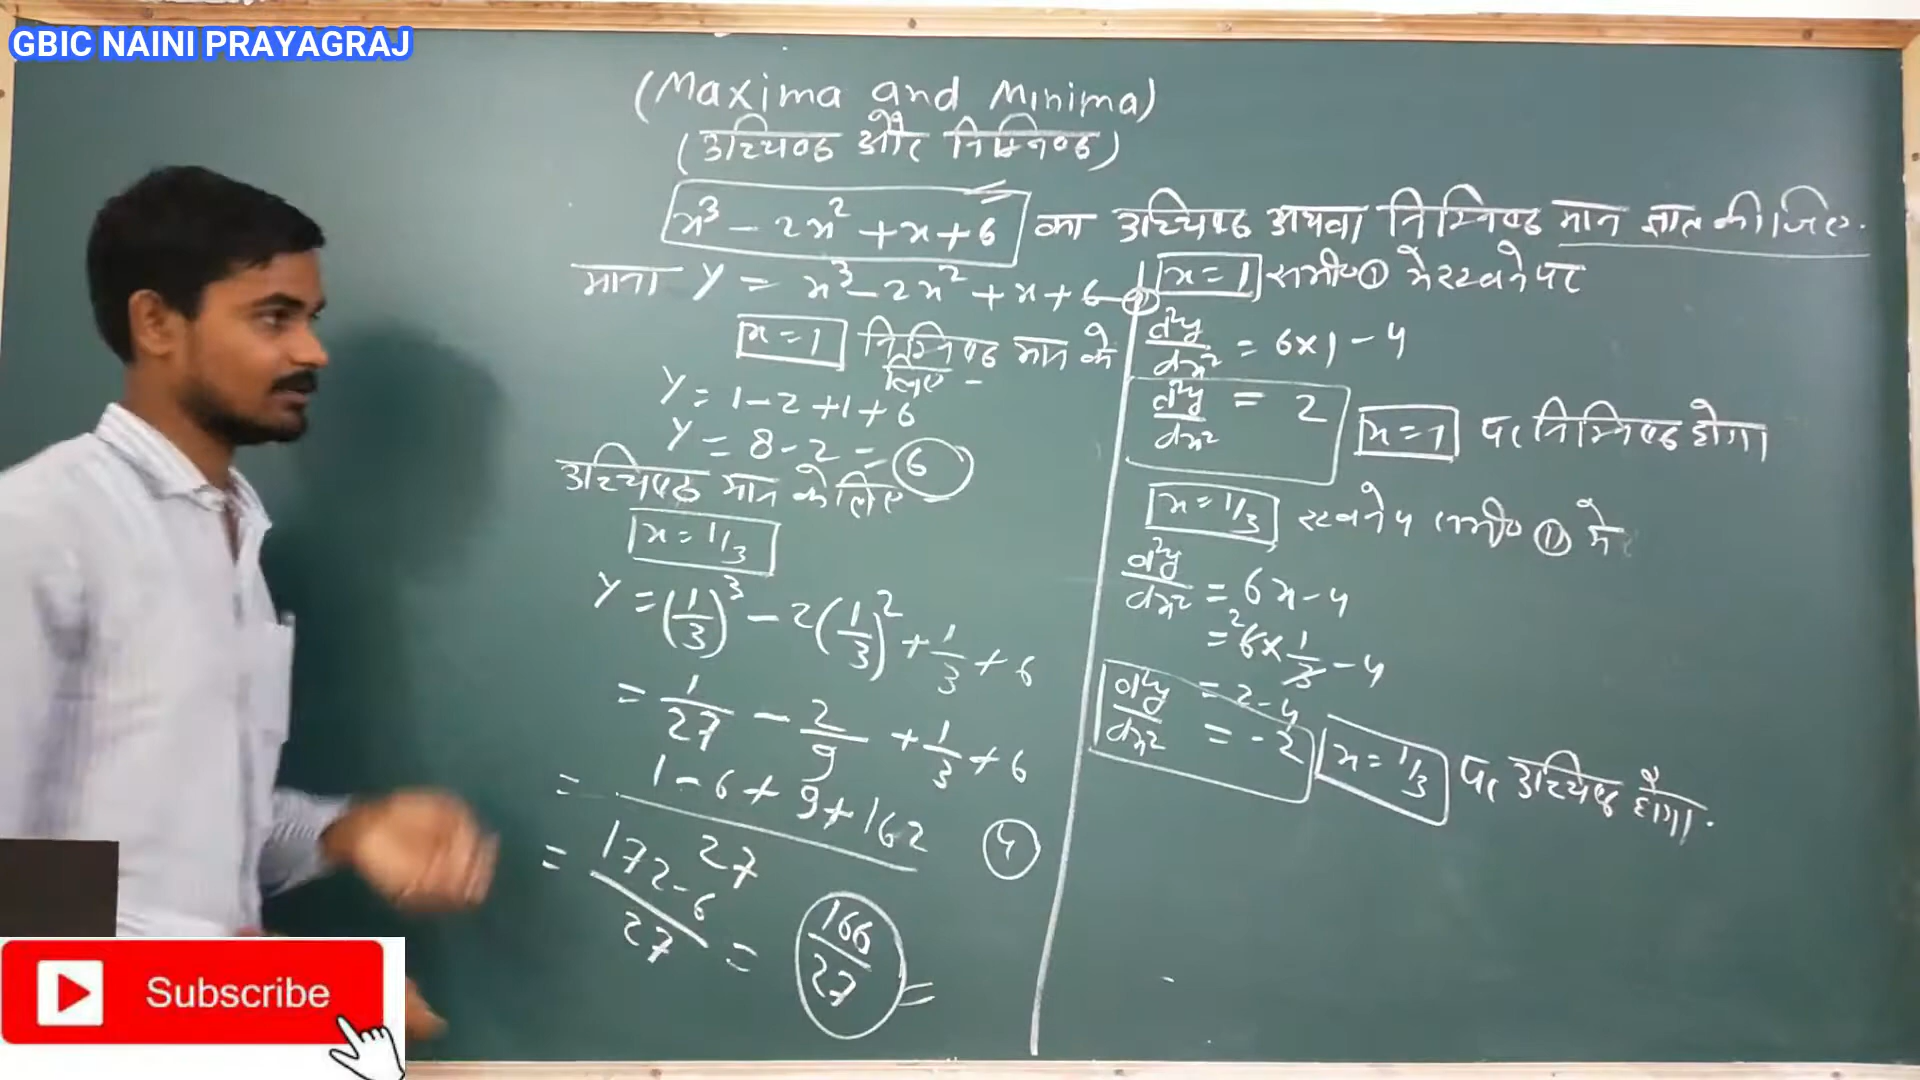 GBIC NAINI PRAYAGRAJ
(Maxima and Minima)
(उच्चिष्ठ और निम्निष्ठ)
x³ - 2x² + x + 6 का उच्चिष्ठ अथवा निम्निष्ठ मान ज्ञात कीजिए.
माना y = x³ - 2x² + x + 6 - ①
x = 1 निम्निष्ठ मान के
लिए -
y = 1 - 2 + 1 + 6
y = 8 - 2 = 6
उच्चिष्ठ मान के लिए
x = 1/3
y = (1/3)³ - 2(1/3)² + 1/3 + 6
= 1/27 - 2/9 + 1/3 + 6
= (1 - 6 + 9 + 162)/27
= (172 - 6)/27 = 166/27 =
x = 1 समी० ① मे रखने पर
d²y/dx² = 6 × 1 - 4
d²y/dx² = 2
x = 1 पर निम्निष्ठ होगा
x = 1/3 रखने प समी० ① मे
d²y/dx² = 6x - 4
= ²6 × 1/3 - 4
= 2 - 4
d²y/dx² = -2
x = 1/3 पर उच्चिष्ठ होगा.
Subscribe